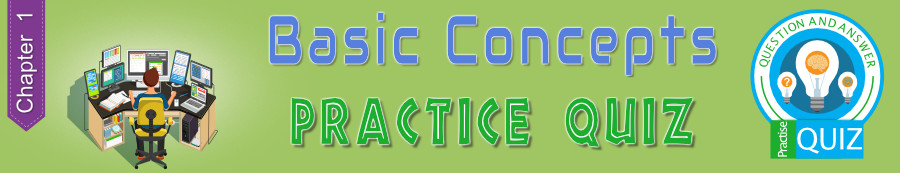 Chapter 1
Basic Concepts
PRACTICE QUIZ
QUESTION AND ANSWER
Practise
QUIZ